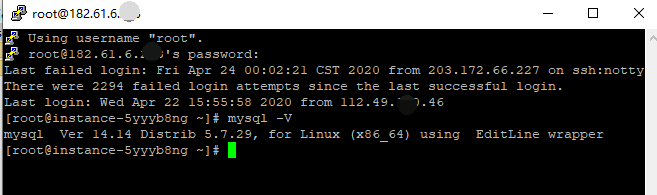 root@182.61.6.
Using username "root".
root@182.61.6.2 3's password:
Last failed login: Fri Apr 24 00:02:21 CST 2020 from 203.172.66.227 on ssh:notty
There were 2294 failed login attempts since the last successful login.
Last login: Wed Apr 22 15:55:58 2020 from 112.49. .46
[root@instance-5yyyb8ng ~]# mysql -V
mysql  Ver 14.14 Distrib 5.7.29, for Linux (x86_64) using  EditLine wrapper
[root@instance-5yyyb8ng ~]#